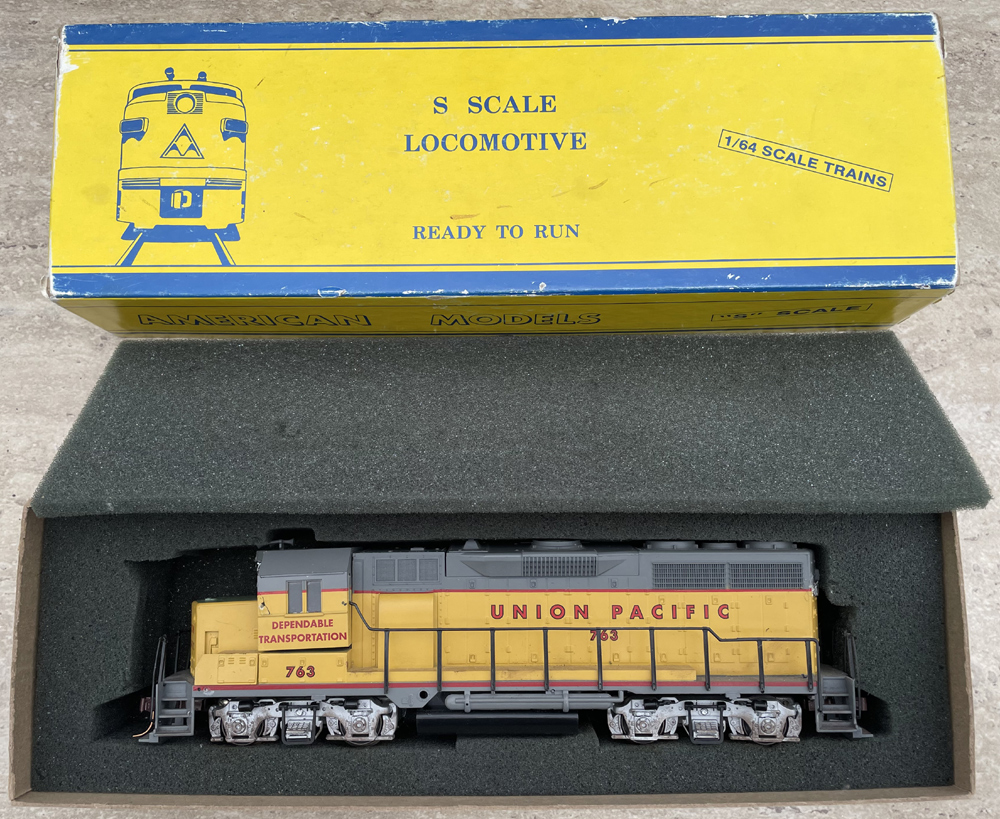 S SCALE
LOCOMOTIVE
1/64 SCALE TRAINS
READY TO RUN
AMERICAN MODELS
"S" SCALE
UNION PACIFIC
763
DEPENDABLE
TRANSPORTATION
763